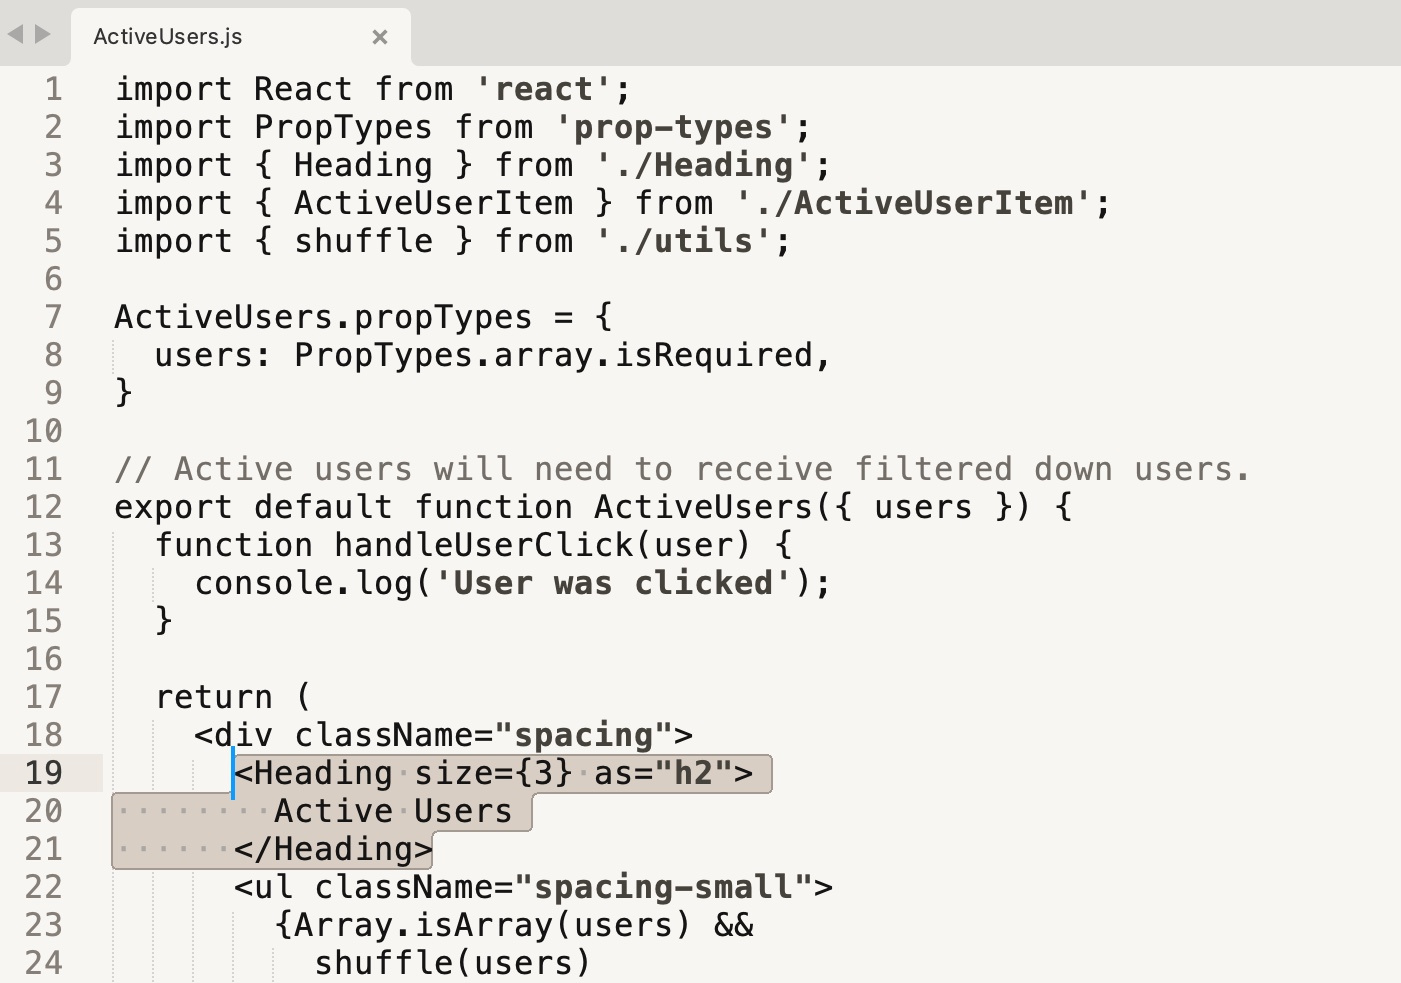 ActiveUsers.js ×
1 import React from 'react';
2 import PropTypes from 'prop-types';
3 import { Heading } from './Heading';
4 import { ActiveUserItem } from './ActiveUserItem';
5 import { shuffle } from './utils';
6
7 ActiveUsers.propTypes = {
8   users: PropTypes.array.isRequired,
9 }
10
11 // Active users will need to receive filtered down users.
12 export default function ActiveUsers({ users }) {
13   function handleUserClick(user) {
14     console.log('User was clicked');
15   }
16
17   return (
18     <div className="spacing">
19       <Heading size={3} as="h2">
20         Active Users
21       </Heading>
22       <ul className="spacing-small">
23         {Array.isArray(users) &&
24           shuffle(users)